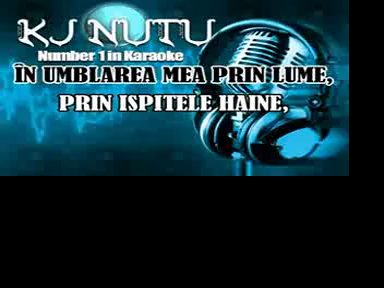 KJ NUTU
Number 1 in Karaoke
ÎN UMBLAREA MEA PRIN LUME,
PRIN ISPITELE HAINE,